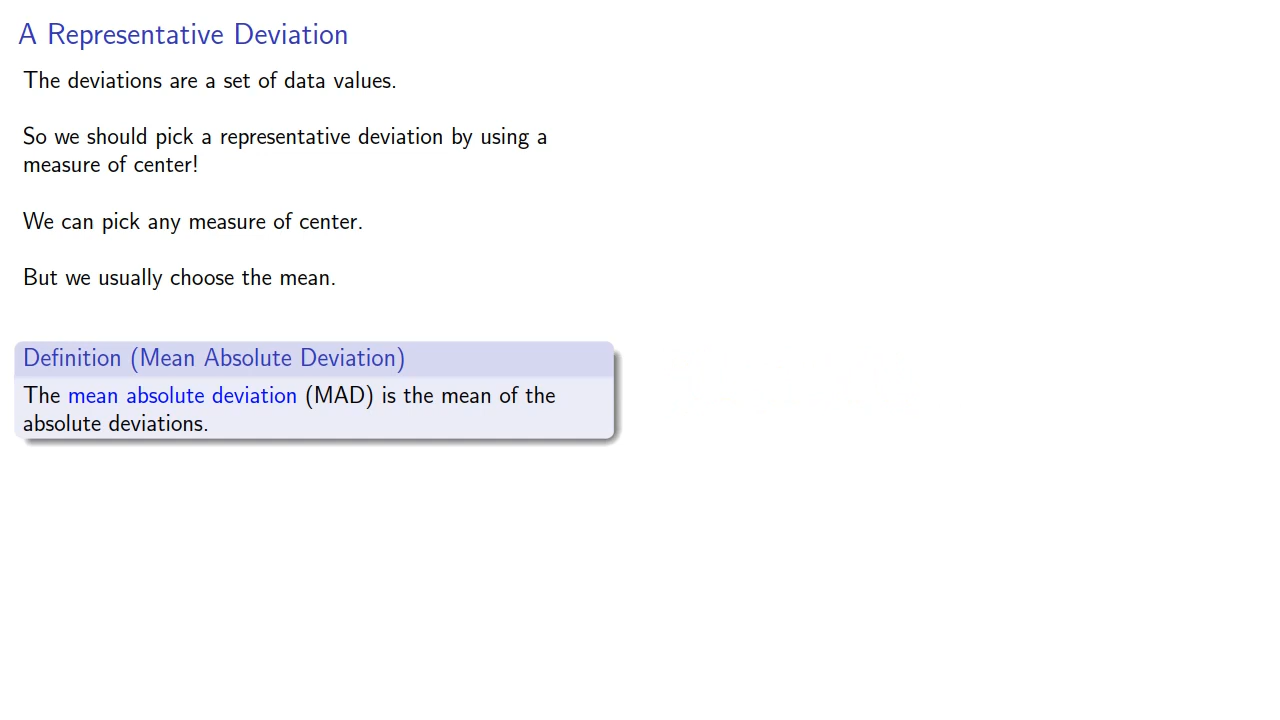 A Representative Deviation
The deviations are a set of data values.
So we should pick a representative deviation by using a
measure of center!
We can pick any measure of center.
But we usually choose the mean.
Definition (Mean Absolute Deviation)
The mean absolute deviation (MAD) is the mean of the
absolute deviations.